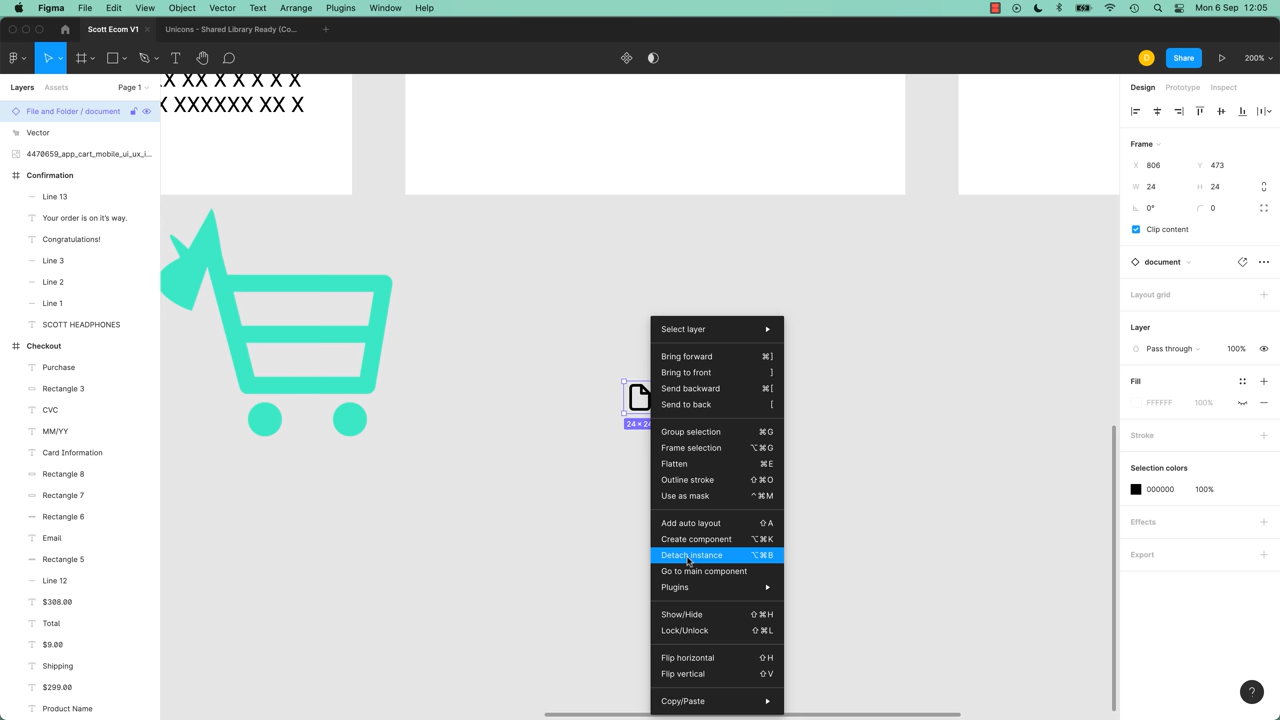 Figma File Edit View Object Vector Text Arrange Plugins Window Help
Mon 6 Sep 12:05
Scott Ecom V1
Unicons - Shared Library Ready (Co...
Share
200%
Layers Assets Page 1
File and Folder / document
Vector
4470659_app_cart_mobile_ui_ux_i...
Confirmation
Line 13
Your order is on it's way.
Congratulations!
Line 3
Line 2
Line 1
SCOTT HEADPHONES
Checkout
Purchase
Rectangle 3
CVC
MM/YY
Card Information
Rectangle 8
Rectangle 7
Rectangle 6
Email
Rectangle 5
Line 12
$308.00
Total
$9.00
Shipping
$299.00
Product Name
X XX X X X X X
X XXXXXX XX X
24 × 24
Select layer
Bring forward ⌘]
Bring to front ]
Send backward ⌘[
Send to back [
Group selection ⌘G
Frame selection ⌥⌘G
Flatten ⌘E
Outline stroke ⇧⌘O
Use as mask ^⌘M
Add auto layout ⇧A
Create component ⌥⌘K
Detach instance ⌥⌘B
Go to main component
Plugins
Show/Hide ⇧⌘H
Lock/Unlock ⇧⌘L
Flip horizontal ⇧H
Flip vertical ⇧V
Copy/Paste
Design Prototype Inspect
Frame
X 806 Y 473
W 24 H 24
0° 0
Clip content
document
Layout grid
Layer
Pass through 100%
Fill
FFFFFF 100%
Stroke
Selection colors
000000 100%
Effects
Export
?